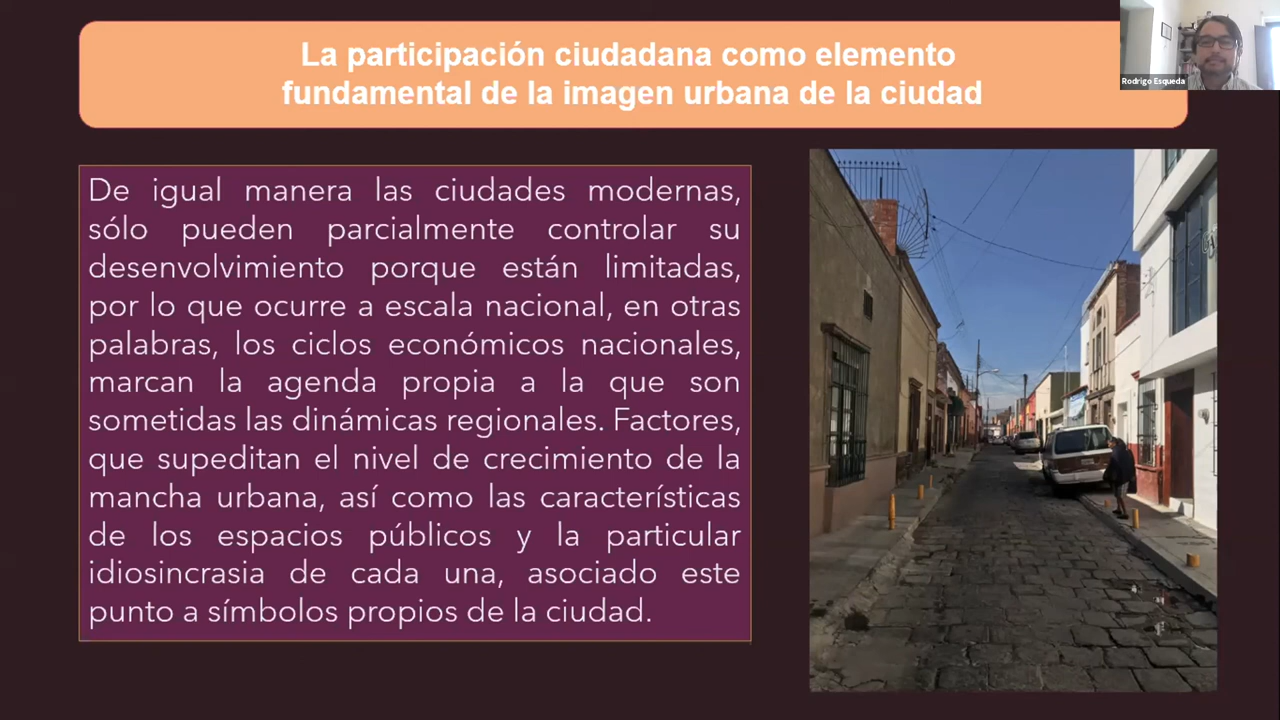 La participación ciudadana como elemento
fundamental de la imagen urbana de la ciudad
Rodrigo Esqueda
De igual manera las ciudades modernas,
sólo pueden parcialmente controlar su
desenvolvimiento porque están limitadas,
por lo que ocurre a escala nacional, en otras
palabras, los ciclos económicos nacionales,
marcan la agenda propia a la que son
sometidas las dinámicas regionales. Factores,
que supeditan el nivel de crecimiento de la
mancha urbana, así como las características
de los espacios públicos y la particular
idiosincrasia de cada una, asociado este
punto a símbolos propios de la ciudad.